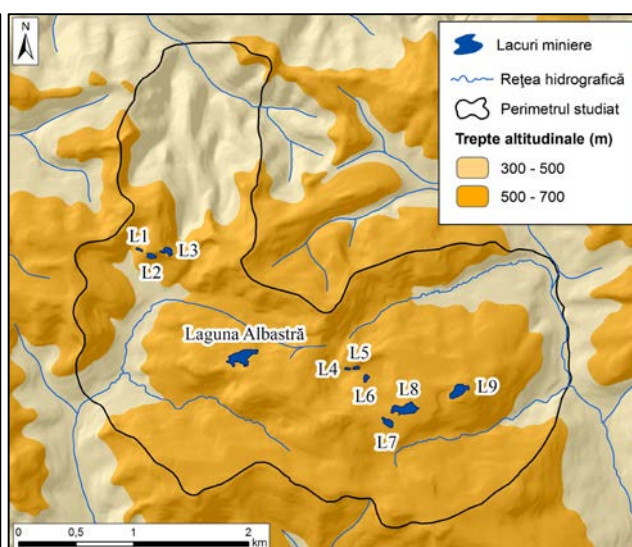 N
Lacuri miniere
Rețea hidrografică
Perimetrul studiat
Trepte altitudinale (m)
300 - 500
500 - 700
L1
L3
L2
Laguna Albastră
L5
L4
L6
L8
L9
L7
0 0,5 1 2
km